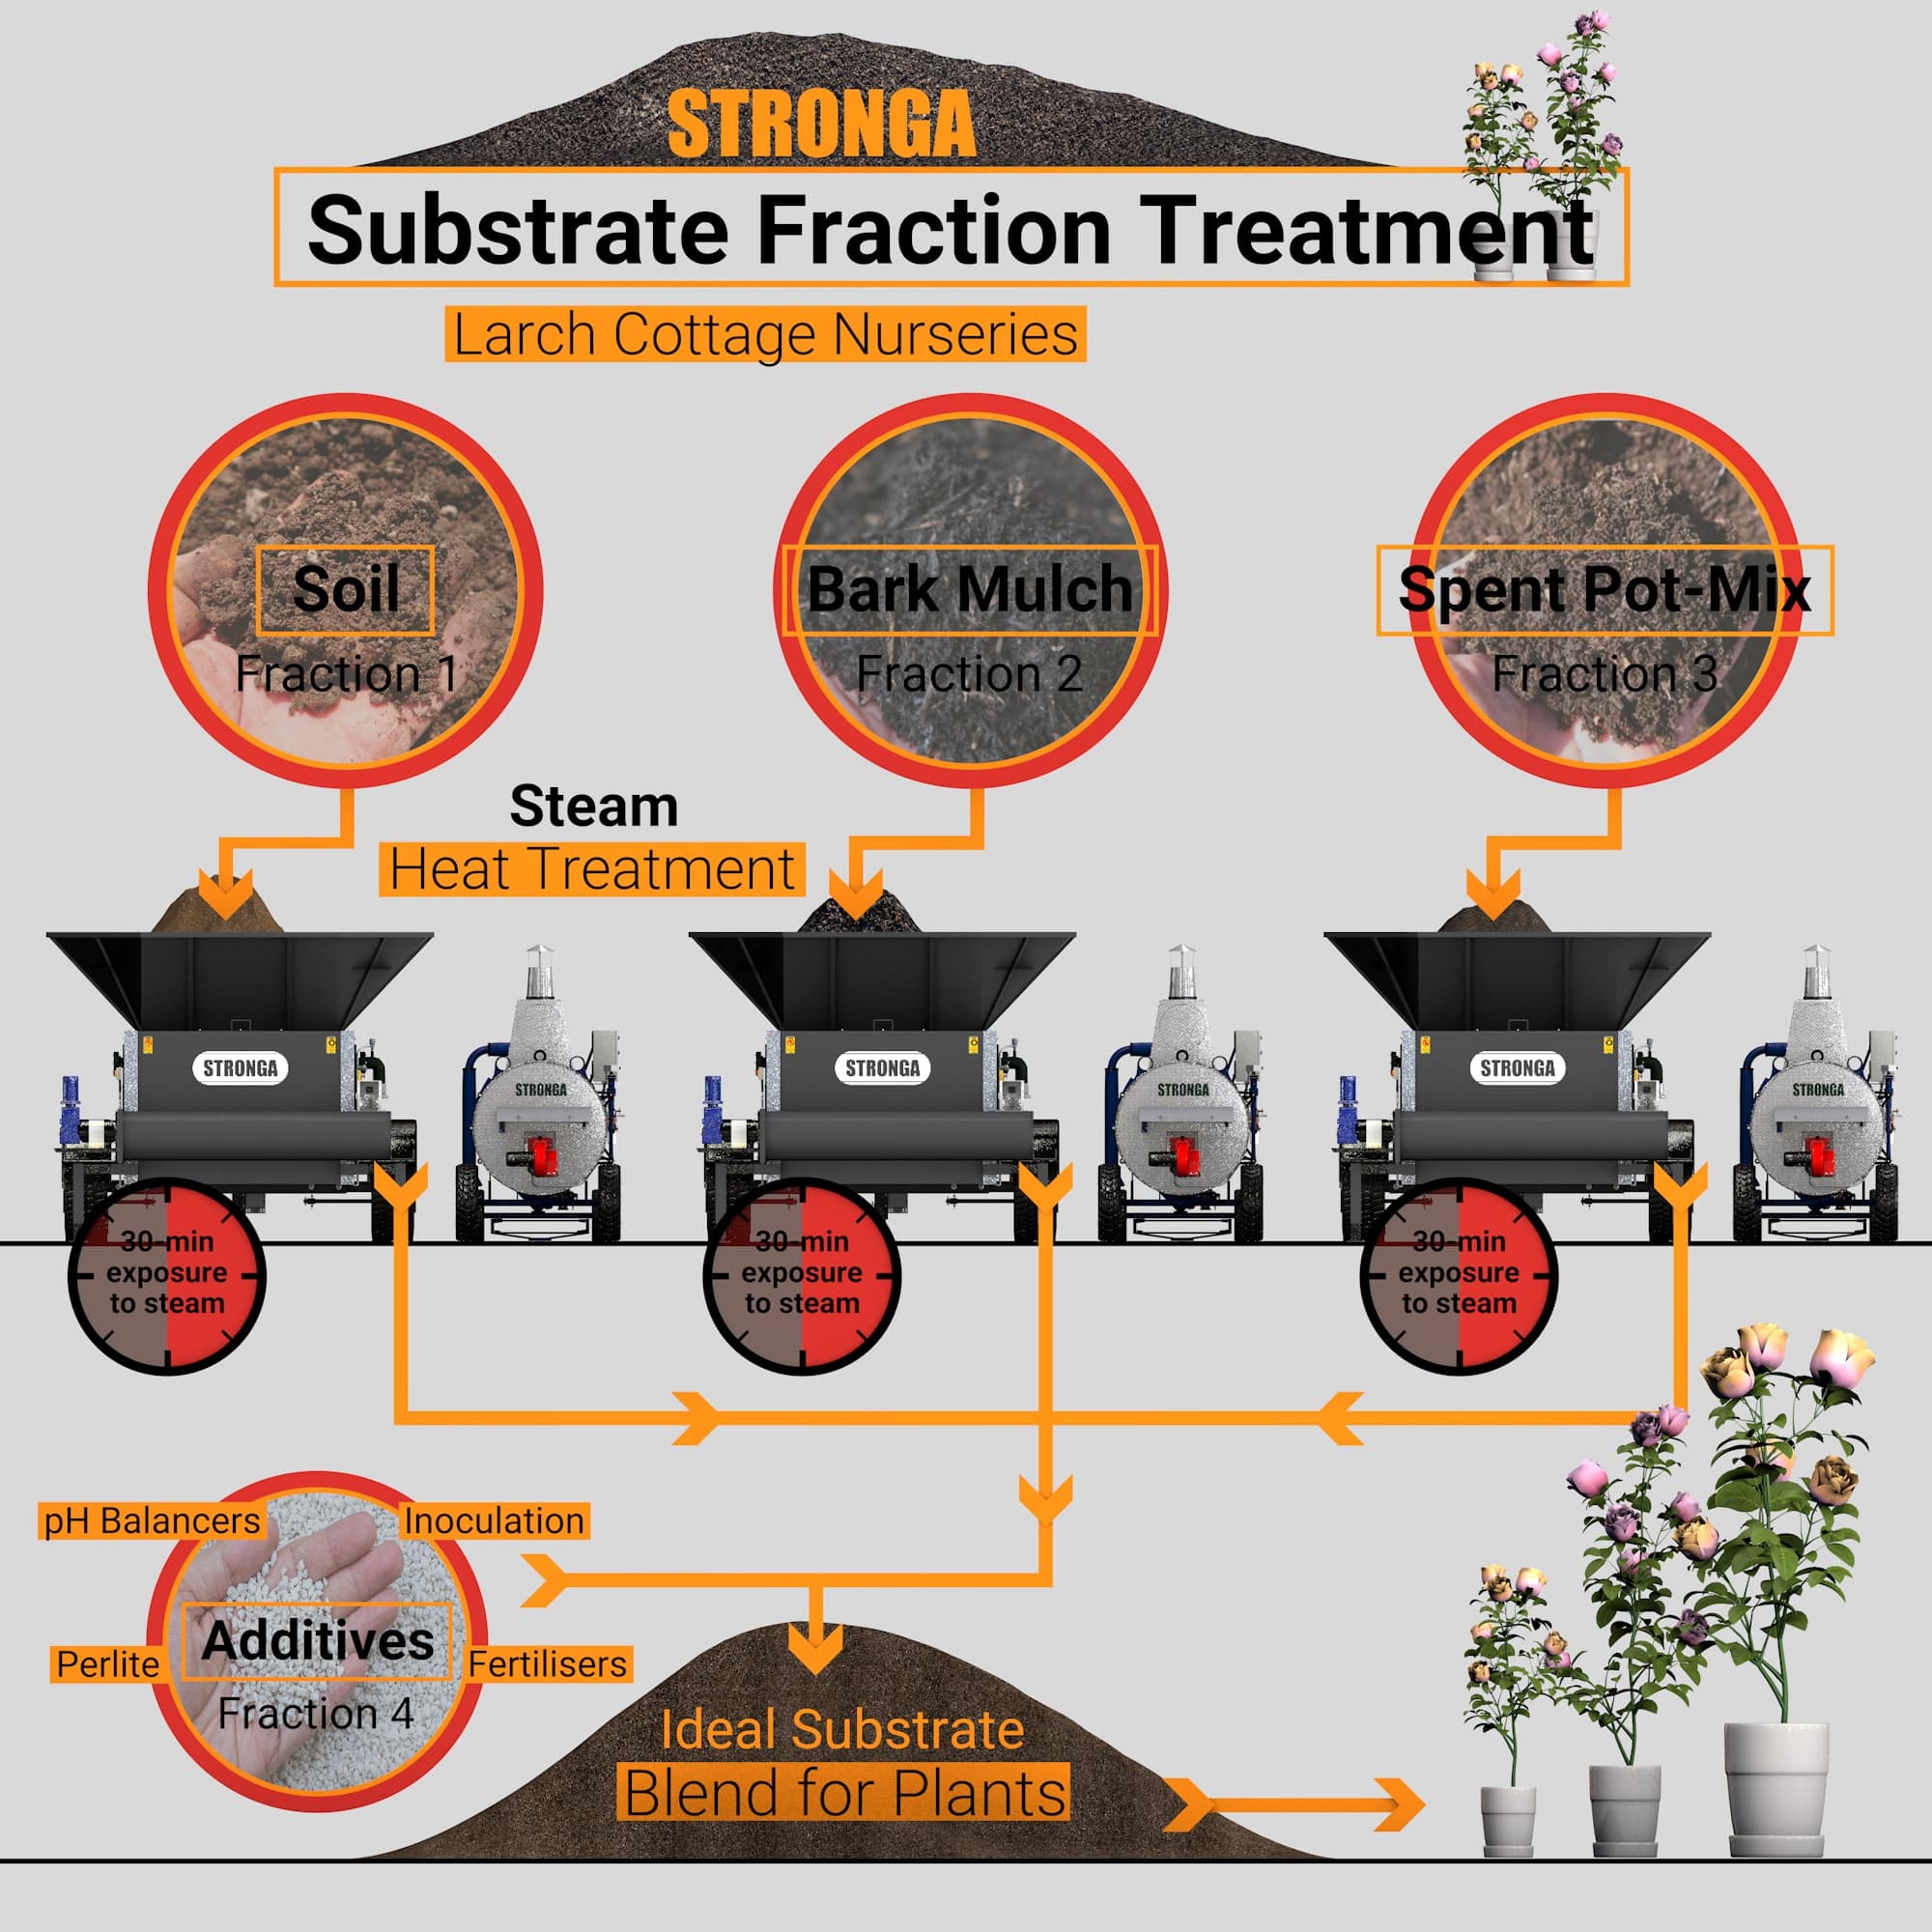 STRONGA
Substrate Fraction Treatment
Larch Cottage Nurseries
Soil
Fraction 1
Bark Mulch
Fraction 2
Spent Pot-Mix
Fraction 3
Steam
Heat Treatment
STRONGA
STRONGA
STRONGA
STRONGA
STRONGA
STRONGA
30-min
exposure
to steam
30-min
exposure
to steam
30-min
exposure
to steam
pH Balancers
Inoculation
Perlite
Additives
Fertilisers
Fraction 4
Ideal Substrate
Blend for Plants